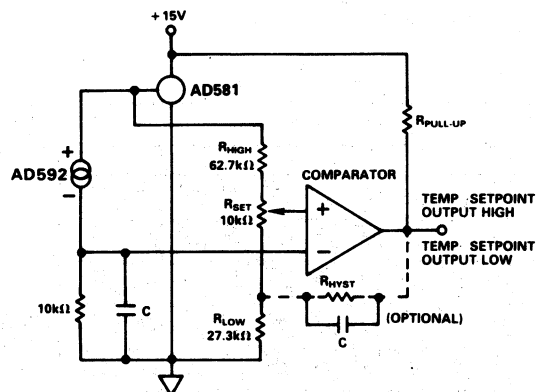 + 15V
AD581
RHIGH
62.7kΩ
RPULL-UP
COMPARATOR
AD592
+
−
RSET
10kΩ
+
−
TEMP SETPOINT
OUTPUT HIGH
TEMP SETPOINT
OUTPUT LOW
RHYST
(OPTIONAL)
C
10kΩ
C
RLOW
27.3kΩ